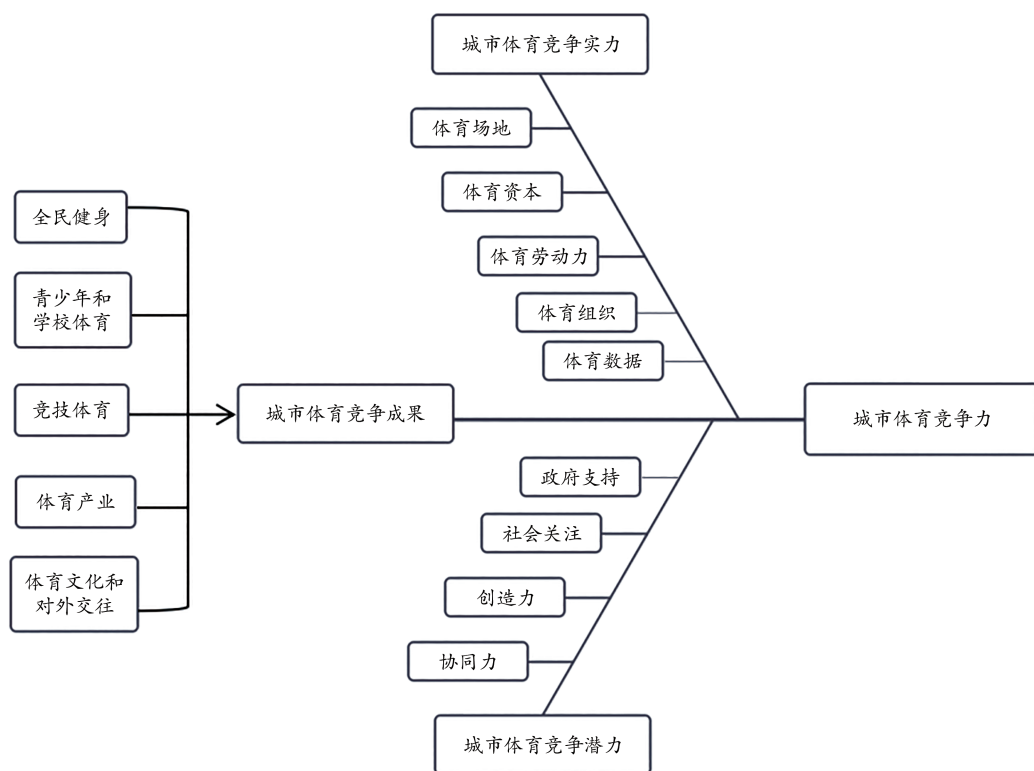 城市体育竞争实力
体育场地
体育资本
体育劳动力
体育组织
体育数据
全民健身
青少年和
学校体育
竞技体育
体育产业
体育文化和
对外交往
城市体育竞争成果
城市体育竞争力
政府支持
社会关注
创造力
协同力
城市体育竞争潜力